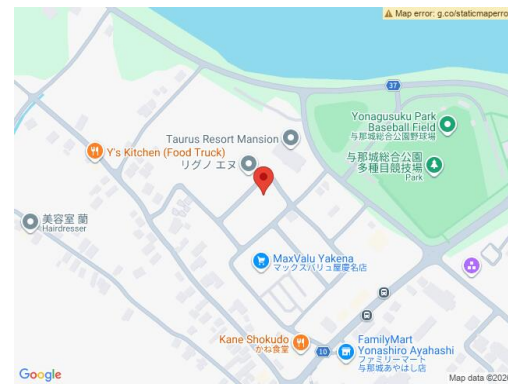 Map error: g.co/staticmaperro
37
Yonagusuku Park
Baseball Field
与那城総合公園野球場
Taurus Resort Mansion
Y's Kitchen (Food Truck)
リグノ エヌ
与那城総合公園
多種目競技場
Park
美容室 蘭
Hairdresser
MaxValu Yakena
マックスバリュ屋慶名店
Kane Shokudo
かね食堂
10
FamilyMart
Yonashiro Ayahashi
ファミリーマート
与那城あやはし店
Google
Map data ©2026